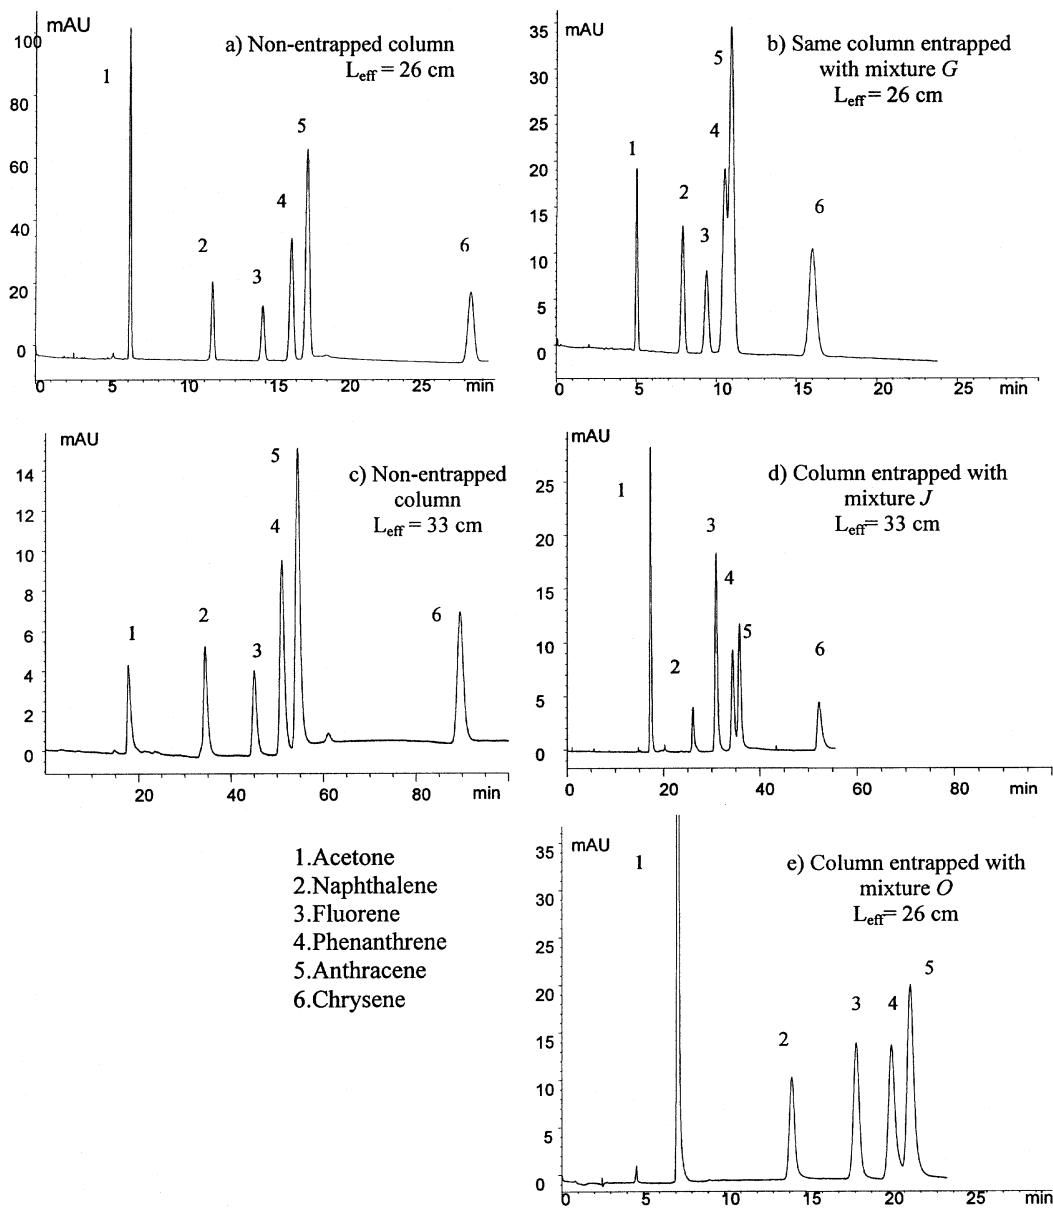 mAU
100
80
60
40
20
0
0 5 10 15 20 25 min
a) Non-entrapped column
Leff = 26 cm
1
2
3
4
5
6
mAU
35
30
25
20
15
10
5
0
0 5 10 15 20 25 min
b) Same column entrapped
with mixture G
Leff = 26 cm
1
2
3
4
5
6
mAU
14
12
10
8
6
4
2
0
20 40 60 80 min
c) Non-entrapped
column
Leff = 33 cm
1
2
3
4
5
6
mAU
25
20
15
10
5
0
0 20 40 60 80 min
d) Column entrapped with
mixture J
Leff= 33 cm
1
2
3
4
5
6
1.Acetone
2.Naphthalene
3.Fluorene
4.Phenanthrene
5.Anthracene
6.Chrysene
mAU
35
30
25
20
15
10
5
0
0 5 10 15 20 25 min
e) Column entrapped with
mixture O
Leff= 26 cm
1
2
3
4
5